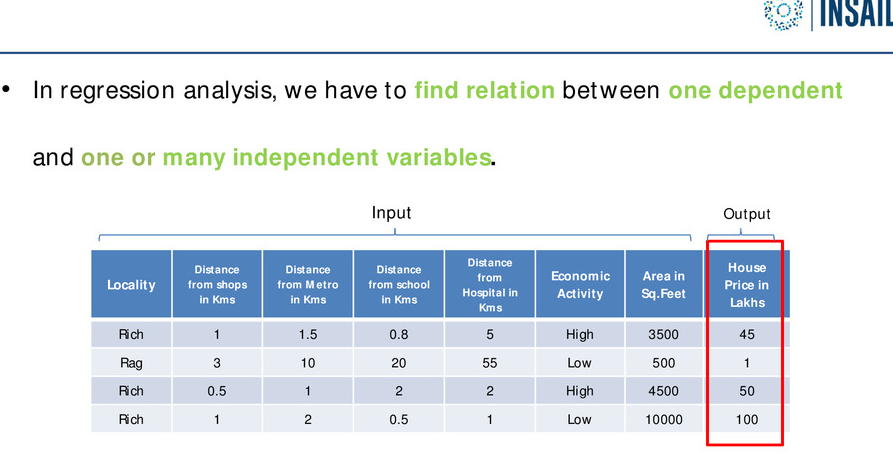 INSAI
• In regression analysis, we have to find relation between one dependent
and one or many independent variables.
Input Output
Locality Distance from shops in Kms Distance from Metro in Kms Distance from school in Kms Distance from Hospital in Kms Economic Activity Area in Sq.Feet House Price in Lakhs
Rich 1 1.5 0.8 5 High 3500 45
Rag 3 10 20 55 Low 500 1
Rich 0.5 1 2 2 High 4500 50
Rich 1 2 0.5 1 Low 10000 100